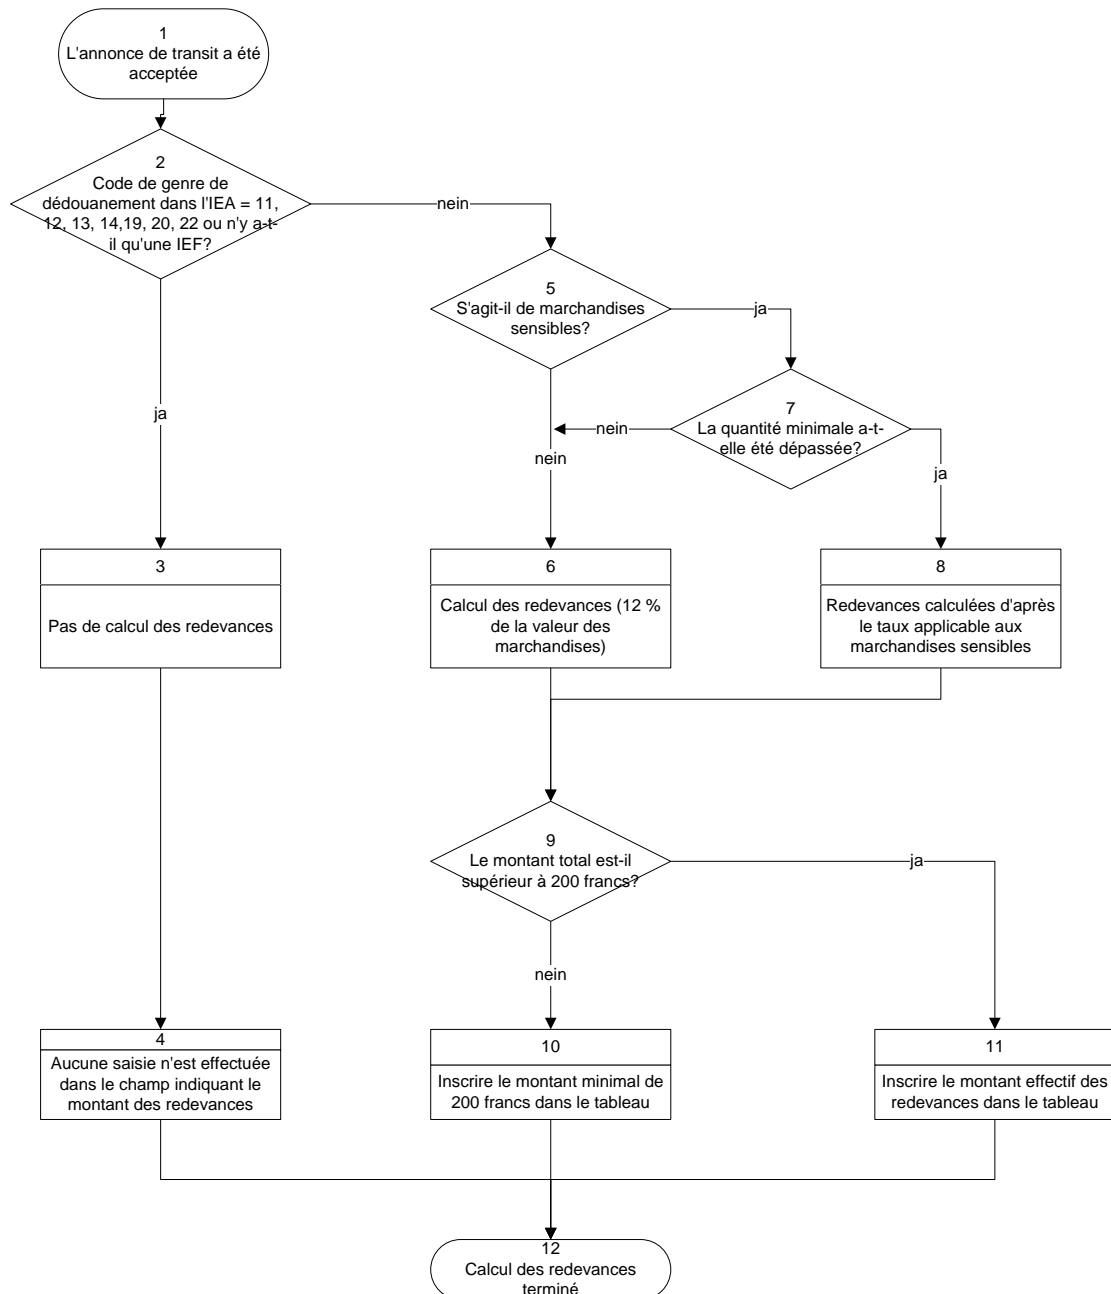 1
L'annonce de transit a été
acceptée
2
Code de genre de
dédouanement dans l'IEA = 11,
12, 13, 14,19, 20, 22 ou n'y a-t-
il qu'une IEF?
nein
ja
5
S'agit-il de marchandises
sensibles?
ja
nein
7
La quantité minimale a-t-
elle été dépassée?
nein
ja
3
Pas de calcul des redevances
6
Calcul des redevances (12 %
de la valeur des
marchandises)
8
Redevances calculées d'après
le taux applicable aux
marchandises sensibles
9
Le montant total est-il
supérieur à 200 francs?
ja
nein
4
Aucune saisie n'est effectuée
dans le champ indiquant le
montant des redevances
10
Inscrire le montant minimal de
200 francs dans le tableau
11
Inscrire le montant effectif des
redevances dans le tableau
12
Calcul des redevances
terminé